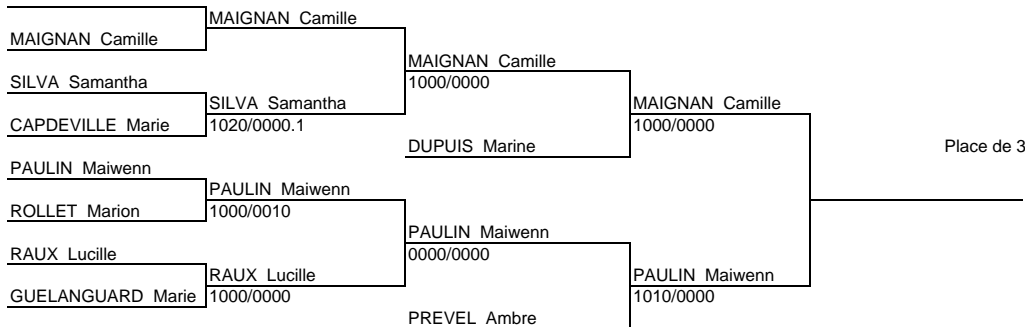 MAIGNAN Camille
MAIGNAN Camille
MAIGNAN Camille
SILVA Samantha
1000/0000
SILVA Samantha
MAIGNAN Camille
CAPDEVILLE Marie
1020/0000.1
1000/0000
DUPUIS Marine
Place de 3
PAULIN Maiwenn
PAULIN Maiwenn
ROLLET Marion
1000/0010
PAULIN Maiwenn
RAUX Lucille
0000/0000
RAUX Lucille
PAULIN Maiwenn
GUELANGUARD Marie
1000/0000
1010/0000
PREVEL Ambre